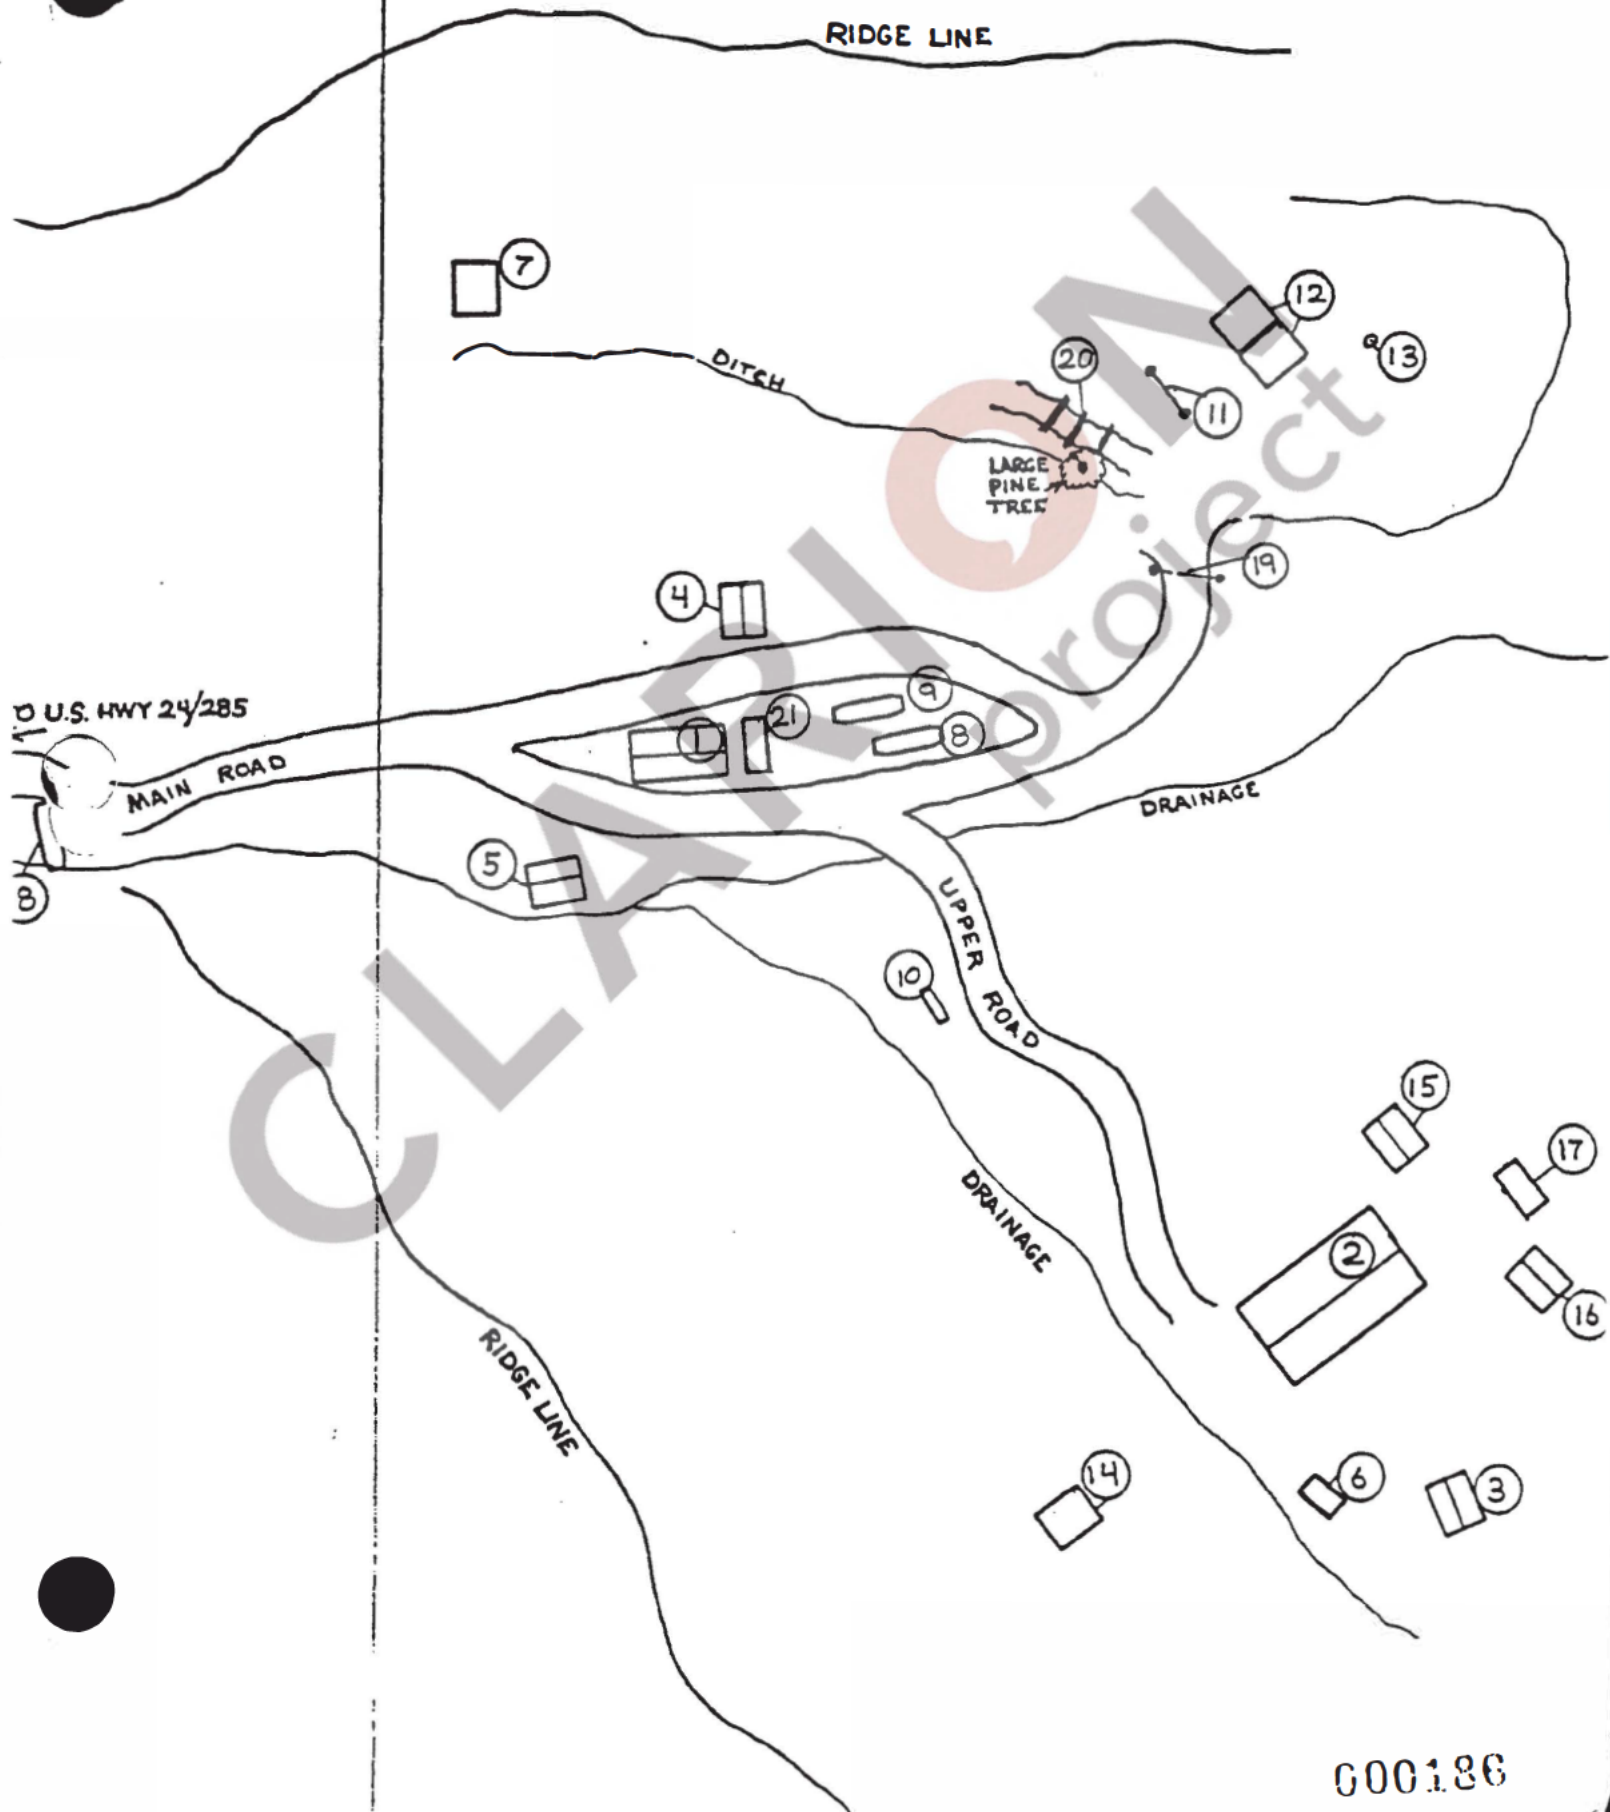 RIDGE LINE
7
12
13
20
11
DITCH
LARGE
PINE
TREE
19
4
9
21
1
8
U.S. HWY 24/285
MAIN ROAD
DRAINAGE
5
8
UPPER ROAD
10
15
17
2
16
DRAINAGE
RIDGE LINE
14
6
3
CLARION
project
000186